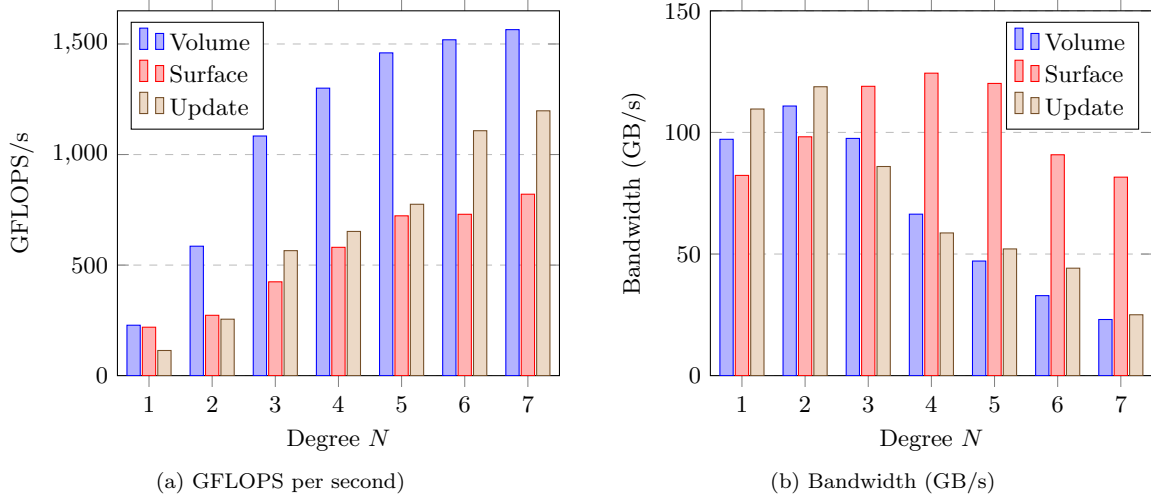 1,500
1,000
500
0
GFLOPS/s
Volume
Surface
Update
1 2 3 4 5 6 7
Degree N
(a) GFLOPS per second)
150
100
50
0
Bandwidth (GB/s)
Volume
Surface
Update
1 2 3 4 5 6 7
Degree N
(b) Bandwidth (GB/s)